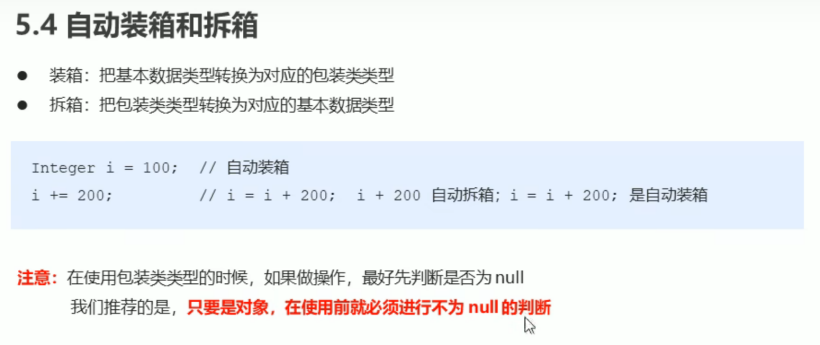 5.4 自动装箱和拆箱
● 装箱：把基本数据类型转换为对应的包装类类型
● 拆箱：把包装类类型转换为对应的基本数据类型
Integer i = 100;  // 自动装箱
i += 200;         // i = i + 200;  i + 200 自动拆箱；i = i + 200; 是自动装箱
注意：在使用包装类类型的时候，如果做操作，最好先判断是否为 null
我们推荐的是，只要是对象，在使用前就必须进行不为 null 的判断